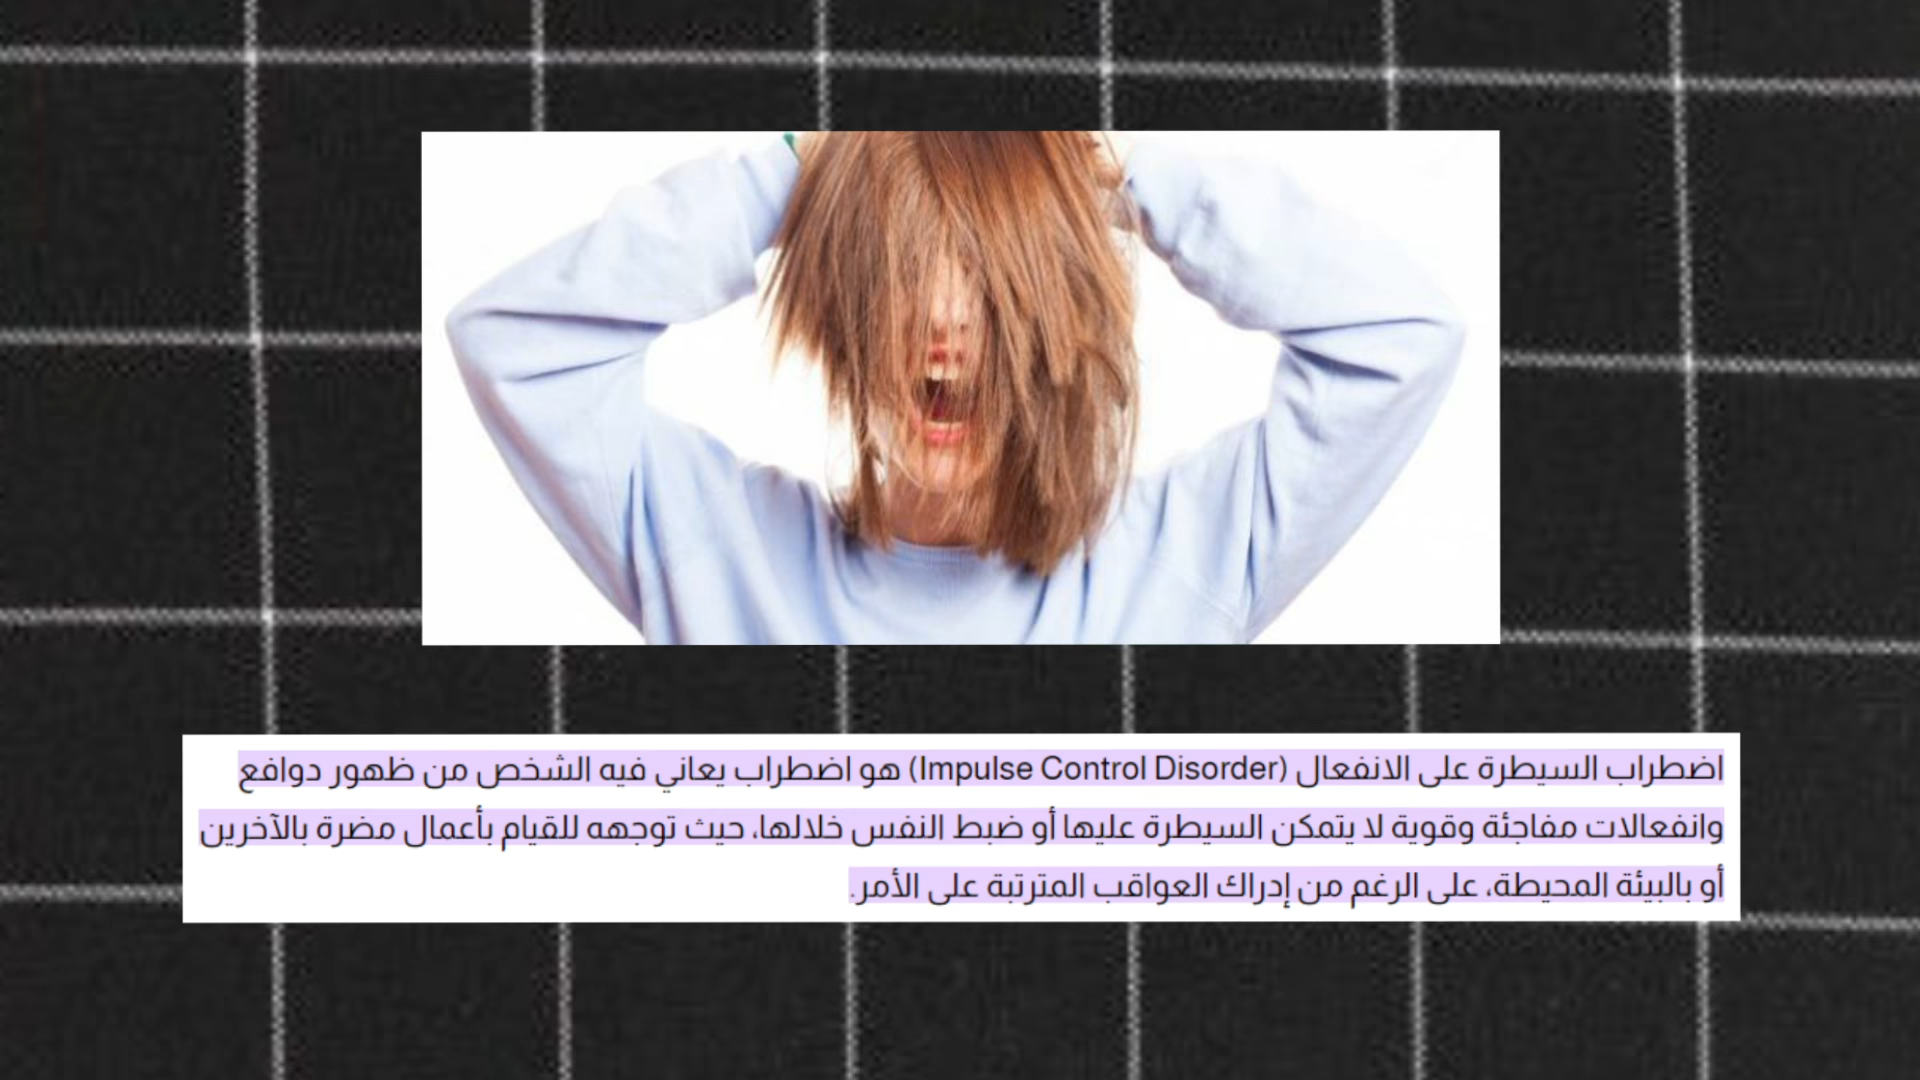 اضطراب السيطرة على الانفعال (Impulse Control Disorder) هو اضطراب يعاني فيه الشخص من ظهور دوافع
وانفعالات مفاجئة وقوية لا يتمكن السيطرة عليها أو ضبط النفس خلالها، حيث توجهه للقيام بأعمال مضرة بالآخرين
أو بالبيئة المحيطة، على الرغم من إدراك العواقب المترتبة على الأمر.